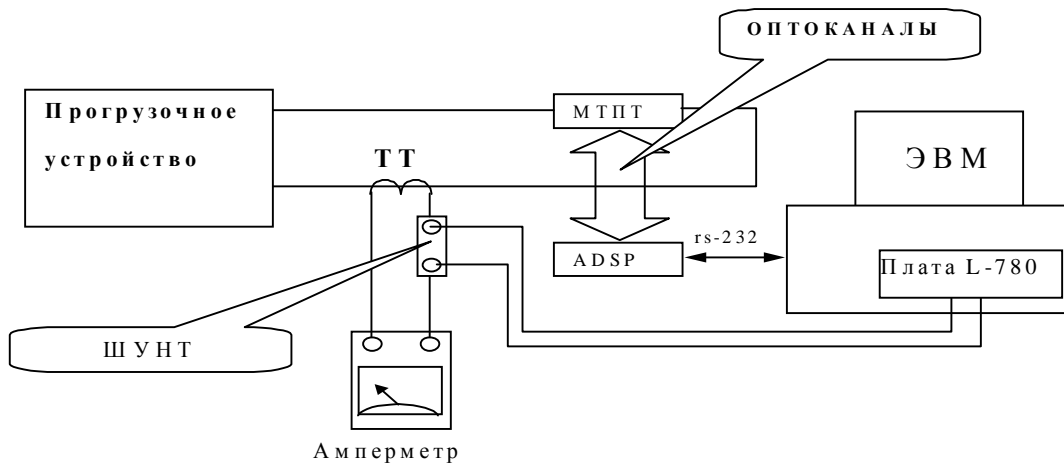 ОПТОКАНАЛЫ
Прогрузочное
устройство
МТПТ
ТТ
ЭВМ
rs-232
ADSP
Плата L-780
ШУНТ
Амперметр